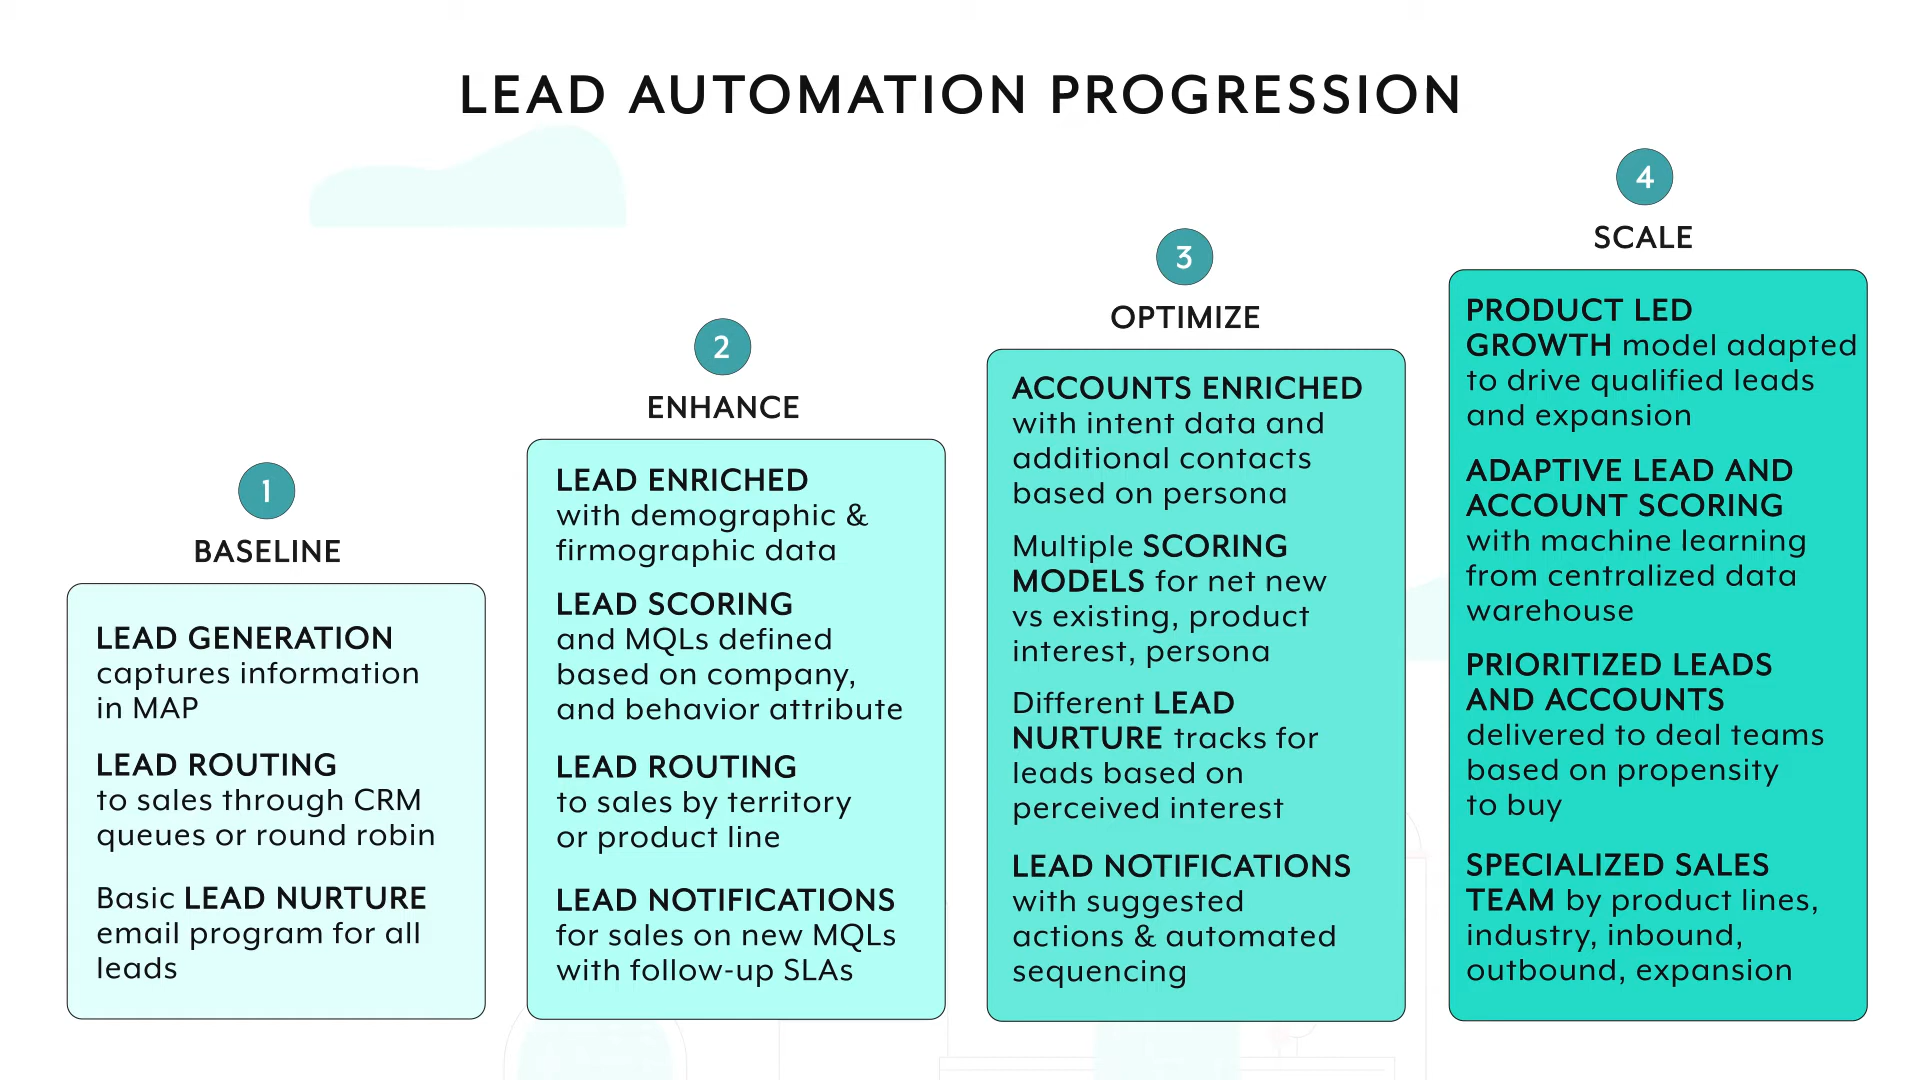 LEAD AUTOMATION PROGRESSION
1
BASELINE
LEAD GENERATION
captures information
in MAP
LEAD ROUTING
to sales through CRM
queues or round robin
Basic LEAD NURTURE
email program for all
leads
2
ENHANCE
LEAD ENRICHED
with demographic &
firmographic data
LEAD SCORING
and MQLs defined
based on company,
and behavior attribute
LEAD ROUTING
to sales by territory
or product line
LEAD NOTIFICATIONS
for sales on new MQLs
with follow-up SLAs
3
OPTIMIZE
ACCOUNTS ENRICHED
with intent data and
additional contacts
based on persona
Multiple SCORING
MODELS for net new
vs existing, product
interest, persona
Different LEAD
NURTURE tracks for
leads based on
perceived interest
LEAD NOTIFICATIONS
with suggested
actions & automated
sequencing
4
SCALE
PRODUCT LED
GROWTH model adapted
to drive qualified leads
and expansion
ADAPTIVE LEAD AND
ACCOUNT SCORING
with machine learning
from centralized data
warehouse
PRIORITIZED LEADS
AND ACCOUNTS
delivered to deal teams
based on propensity
to buy
SPECIALIZED SALES
TEAM by product lines,
industry, inbound,
outbound, expansion